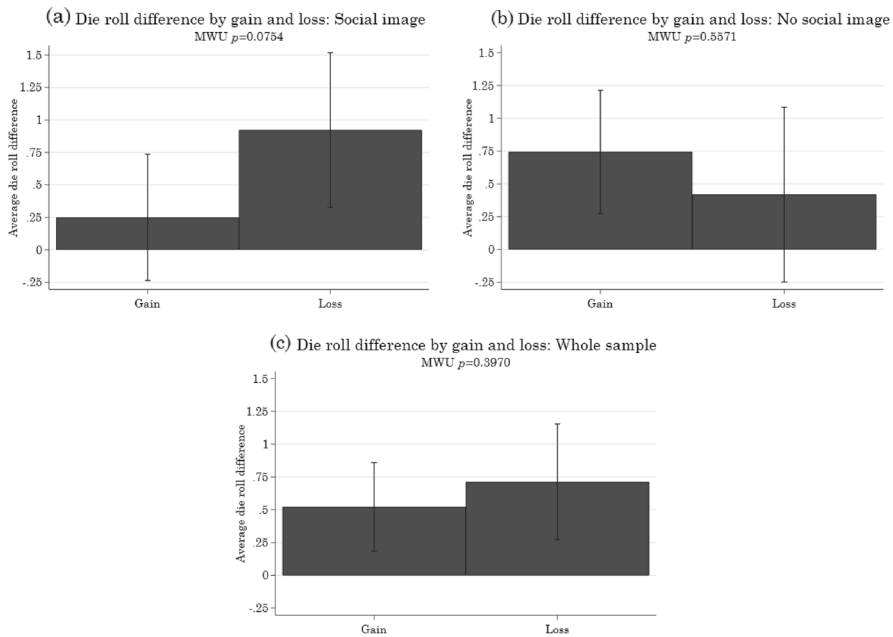 (a) Die roll difference by gain and loss: Social image
MWU p=0.0754
Average die roll difference
1.5
1.25
1
.75
.5
.25
0
-.25
Gain Loss
(b) Die roll difference by gain and loss: No social image
MWU p=0.5571
Average die roll difference
1.5
1.25
1
.75
.5
.25
0
-.25
Gain Loss
(c) Die roll difference by gain and loss: Whole sample
MWU p=0.3970
Average die roll difference
1.5
1.25
1
.75
.5
.25
0
-.25
Gain Loss